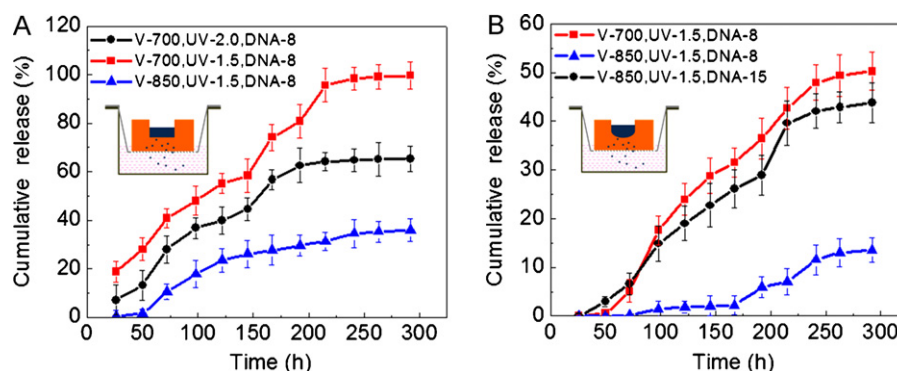 A
V-700,UV-2.0,DNA-8
V-700,UV-1.5,DNA-8
V-850,UV-1.5,DNA-8
Cumulative release (%)
120
100
80
60
40
20
0
0 50 100 150 200 250 300
Time (h)
B
V-700,UV-1.5,DNA-8
V-850,UV-1.5,DNA-8
V-850,UV-1.5,DNA-15
Cumulative release (%)
60
50
40
30
20
10
0
0 50 100 150 200 250 300
Time (h)